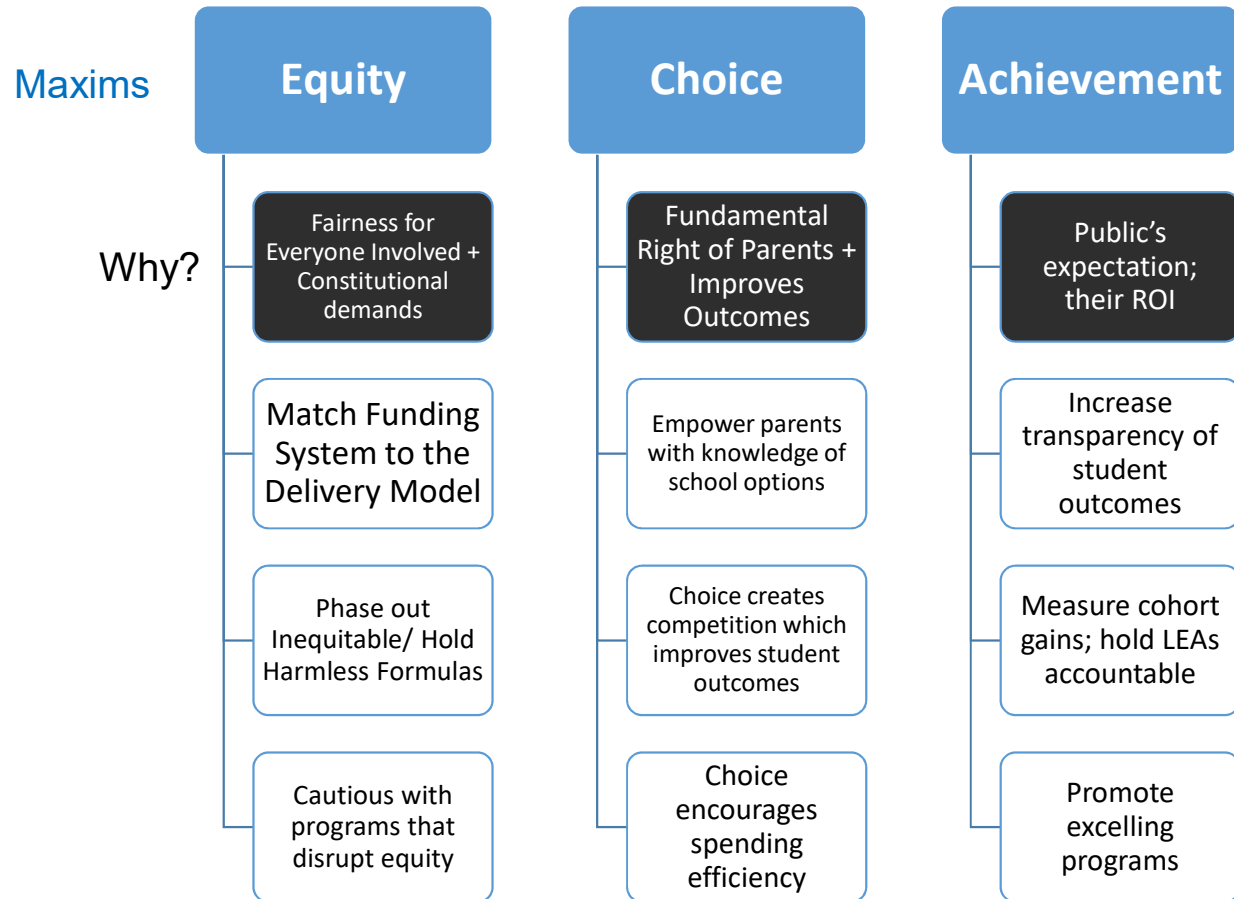 Maxims
Equity
Choice
Achievement
Why?
Fairness for
Everyone Involved +
Constitutional
demands
Fundamental
Right of Parents +
Improves
Outcomes
Public’s
expectation;
their ROI
Match Funding
System to the
Delivery Model
Empower parents
with knowledge of
school options
Increase
transparency of
student
outcomes
Phase out
Inequitable/ Hold
Harmless Formulas
Choice creates
competition which
improves student
outcomes
Measure cohort
gains; hold LEAs
accountable
Cautious with
programs that
disrupt equity
Choice
encourages
spending
efficiency
Promote
excelling
programs